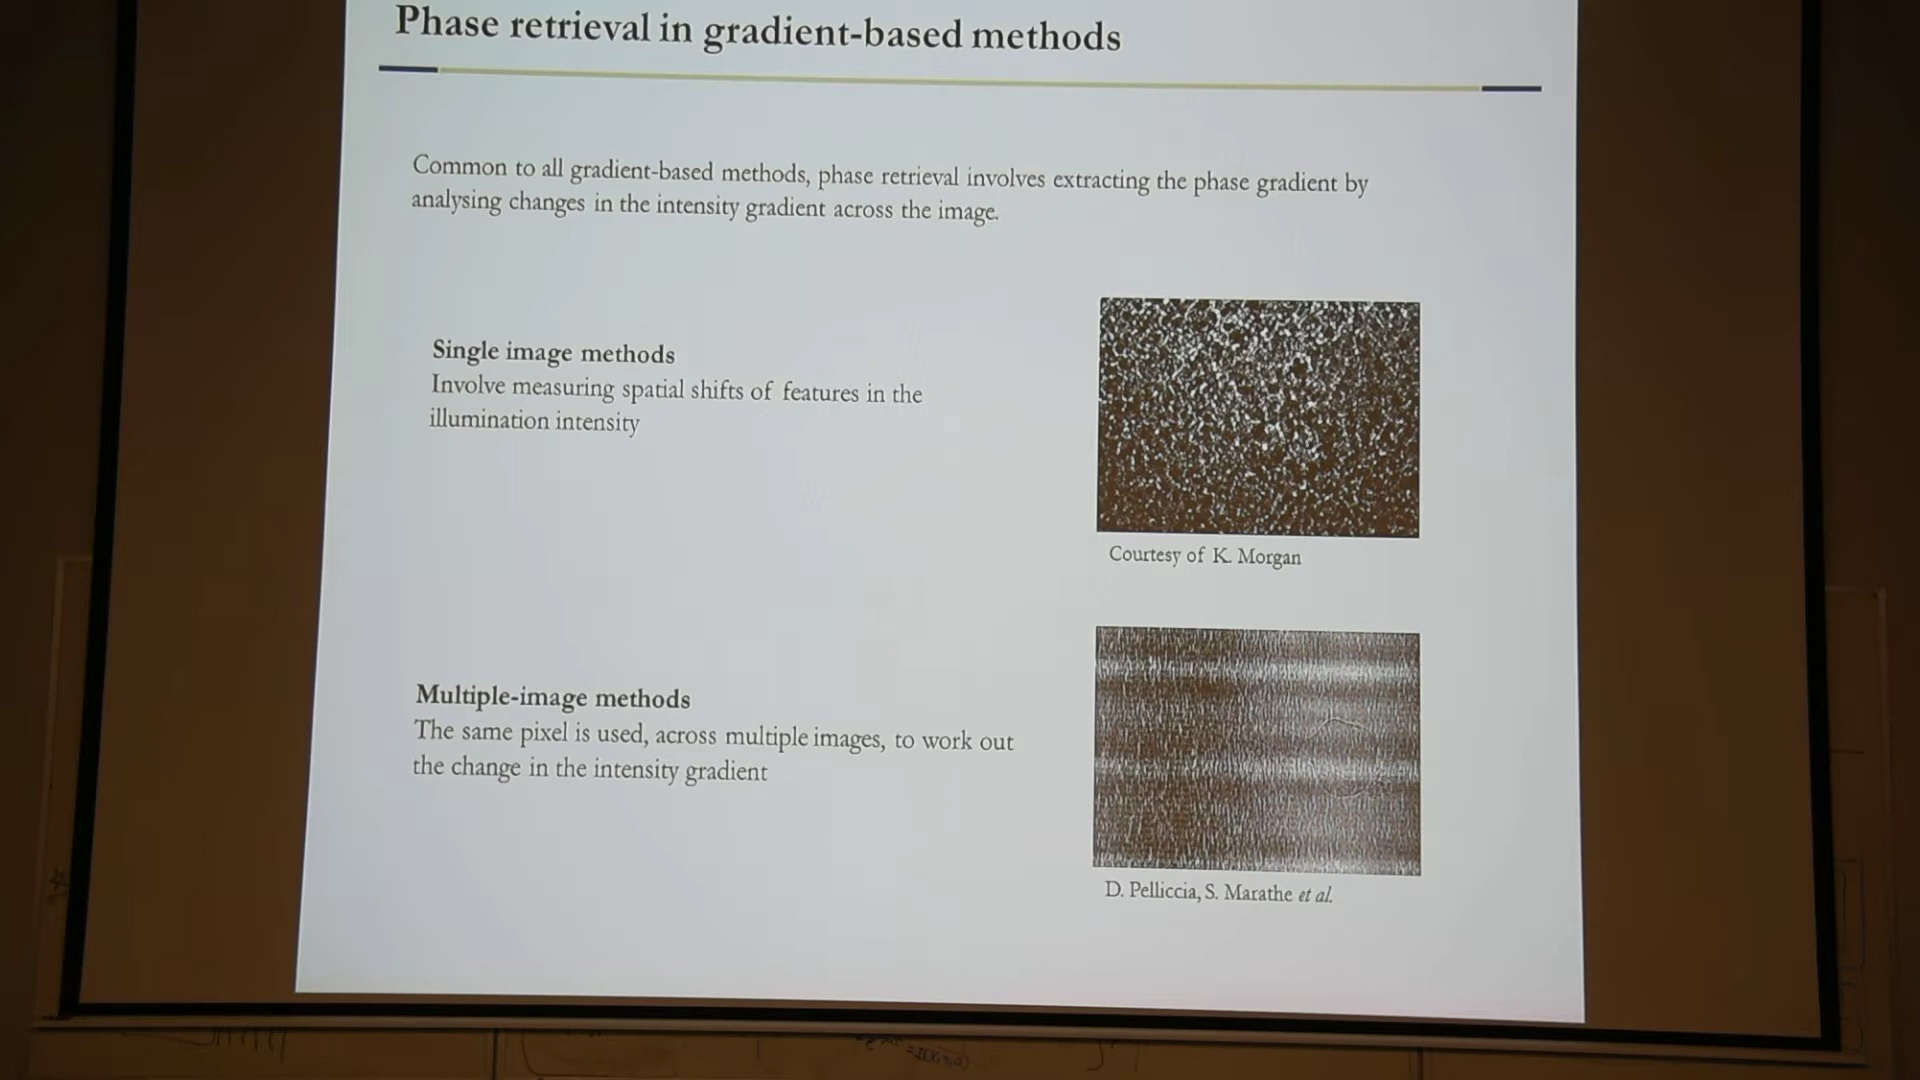 Phase retrieval in gradient-based methods
Common to all gradient-based methods, phase retrieval involves extracting the phase gradient by
analysing changes in the intensity gradient across the image.
Single image methods
Involve measuring spatial shifts of features in the
illumination intensity
Courtesy of K. Morgan
Multiple-image methods
The same pixel is used, across multiple images, to work out
the change in the intensity gradient
D. Pelliccia, S. Marathe et al.